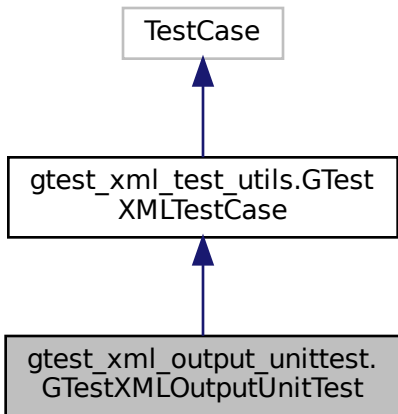 TestCase
gtest_xml_test_utils.GTest
XMLTestCase
gtest_xml_output_unittest.
GTestXMLOutputUnitTest